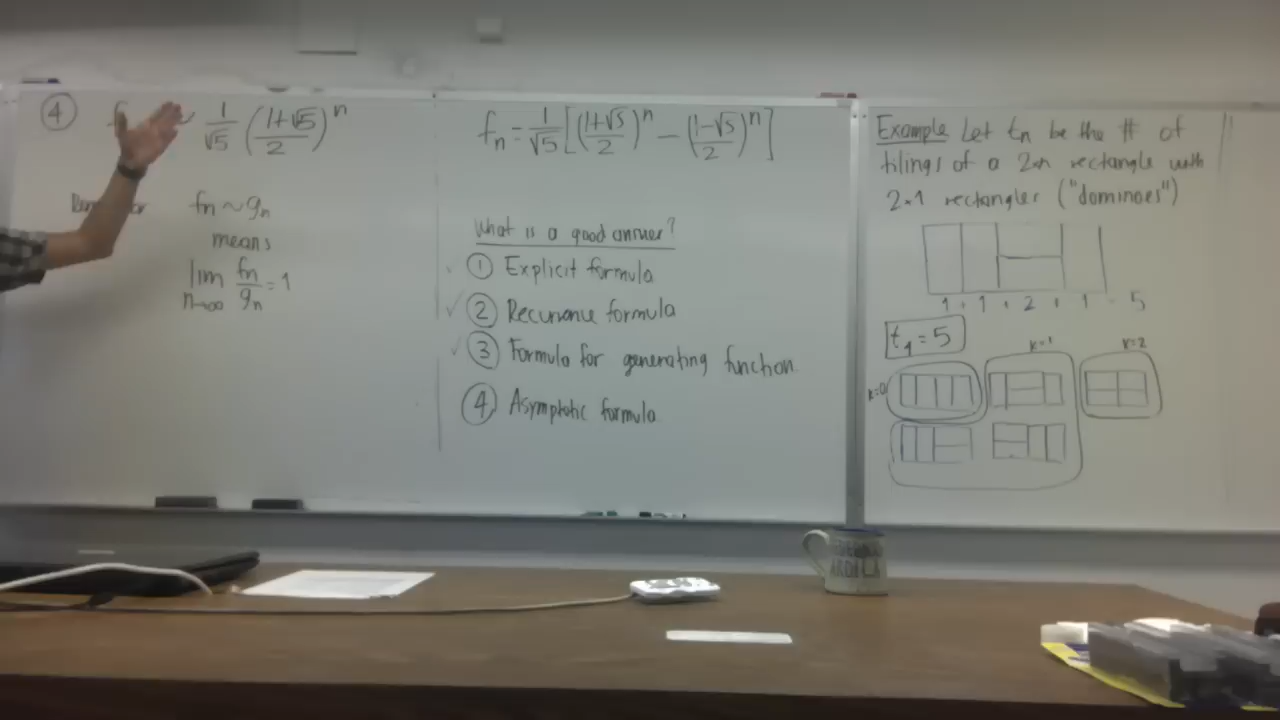 ④ f ~ 1/√5 ((1+√5)/2)^n
fn ~ gn
means
lim n→∞ fn/gn = 1
fn = 1/√5 [((1+√5)/2)^n − ((1−√5)/2)^n]
What is a good answer?
① Explicit formula
✓ ② Recursive formula
✓ ③ Formula for generating function
④ Asymptotic formula
Example Let tn be the # of
tilings of a 2×n rectangle with
2×1 rectangles ("dominoes")
1 + 1 + 2 + 1 = 5
t4 = 5
k=0
k=1
k=2